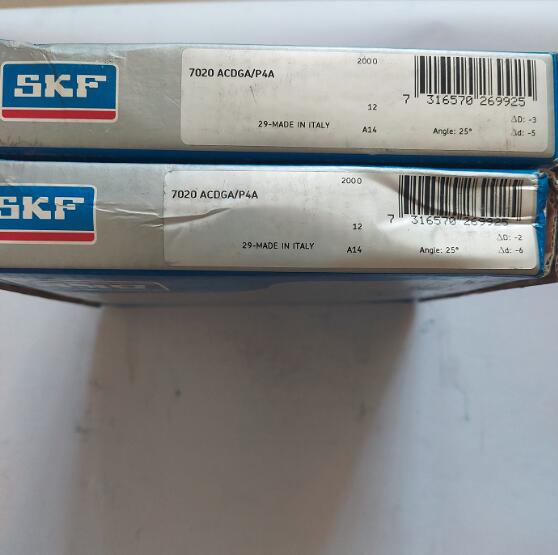 SKF
7020 ACDGA/P4A
2000
12
29-MADE IN ITALY
A14
7 316570 269925
Angle: 25°
ΔD: -3
Δd: -5
SKF
7020 ACDGA/P4A
2000
12
29-MADE IN ITALY
A14
7 316570 269925
Angle: 25°
ΔD: -2
Δd: -6